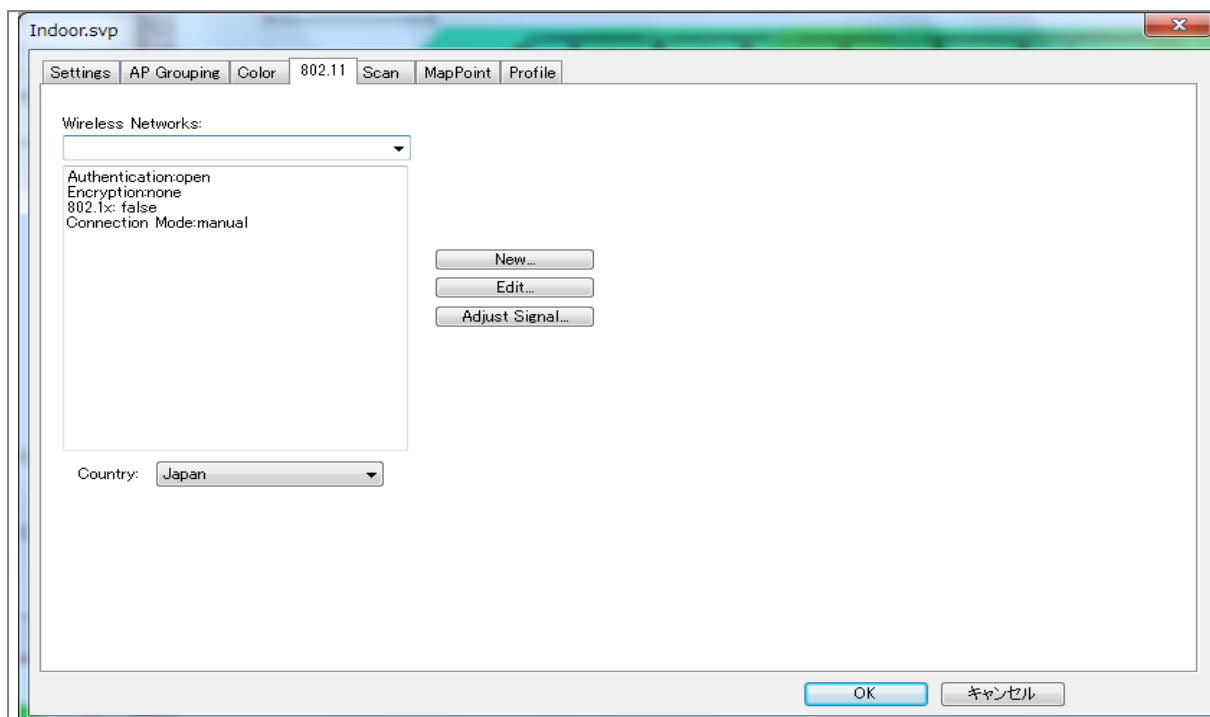 Indoor.svp
Settings AP Grouping Color 802.11 Scan MapPoint Profile
Wireless Networks:
Authentication:open
Encryption:none
802.1x: false
Connection Mode:manual
New...
Edit...
Adjust Signal...
Country: Japan
OK キャンセル